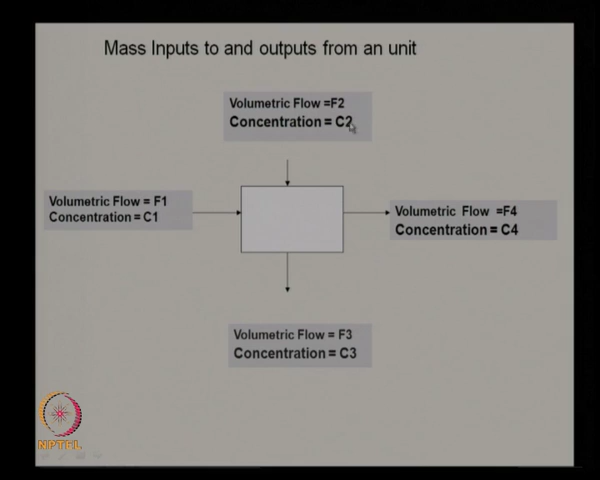 Mass Inputs to and outputs from an unit
Volumetric Flow =F2
Concentration = C2
Volumetric Flow = F1
Concentration = C1
Volumetric Flow =F4
Concentration = C4
Volumetric Flow = F3
Concentration = C3
NPTEL